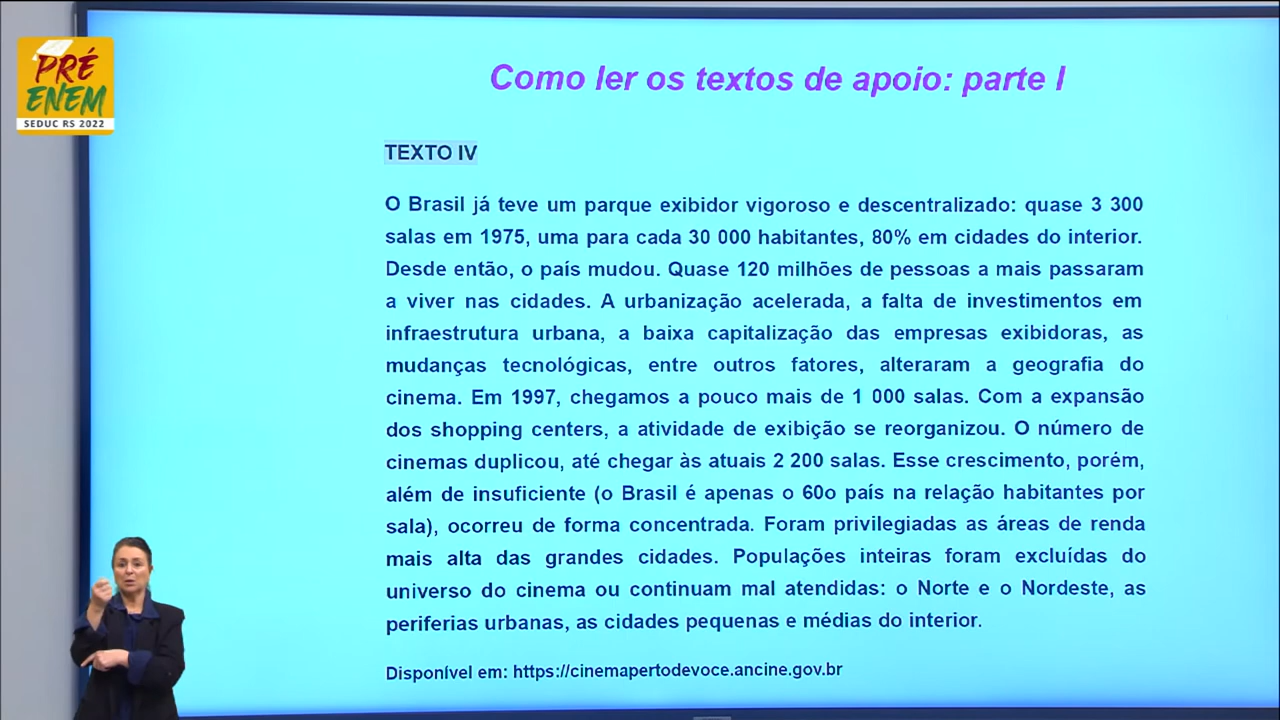 PRÉ
ENEM
SEDUC RS 2022
Como ler os textos de apoio: parte I
TEXTO IV
O Brasil já teve um parque exibidor vigoroso e descentralizado: quase 3 300
salas em 1975, uma para cada 30 000 habitantes, 80% em cidades do interior.
Desde então, o país mudou. Quase 120 milhões de pessoas a mais passaram
a viver nas cidades. A urbanização acelerada, a falta de investimentos em
infraestrutura urbana, a baixa capitalização das empresas exibidoras, as
mudanças tecnológicas, entre outros fatores, alteraram a geografia do
cinema. Em 1997, chegamos a pouco mais de 1 000 salas. Com a expansão
dos shopping centers, a atividade de exibição se reorganizou. O número de
cinemas duplicou, até chegar às atuais 2 200 salas. Esse crescimento, porém,
além de insuficiente (o Brasil é apenas o 60o país na relação habitantes por
sala), ocorreu de forma concentrada. Foram privilegiadas as áreas de renda
mais alta das grandes cidades. Populações inteiras foram excluídas do
universo do cinema ou continuam mal atendidas: o Norte e o Nordeste, as
periferias urbanas, as cidades pequenas e médias do interior.
Disponível em: https://cinemapertodevoce.ancine.gov.br